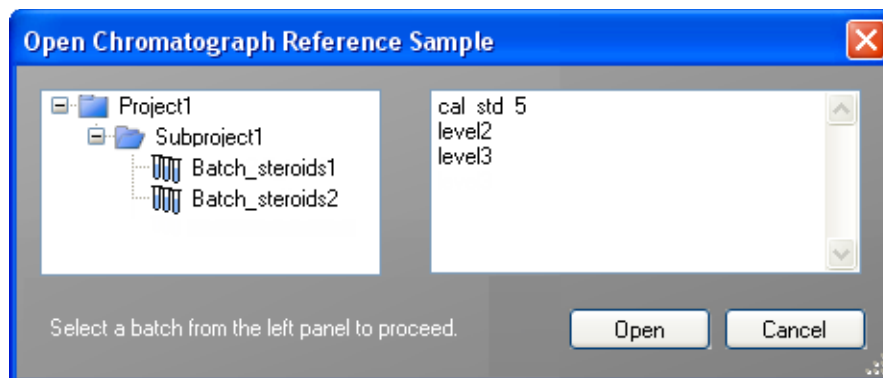 Open Chromatograph Reference Sample
Project1
Subproject1
Batch_steroids1
Batch_steroids2
cal std 5
level2
level3
Select a batch from the left panel to proceed.
Open
Cancel